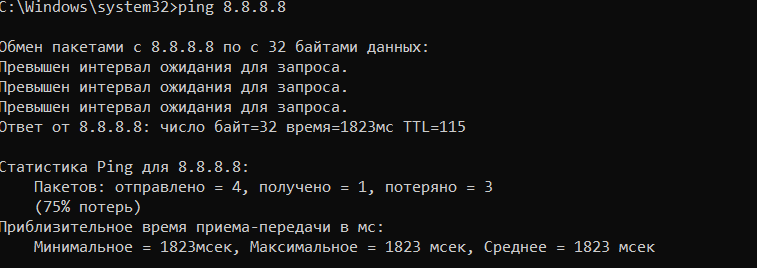 C:\Windows\system32>ping 8.8.8.8
Обмен пакетами с 8.8.8.8 по с 32 байтами данных:
Превышен интервал ожидания для запроса.
Превышен интервал ожидания для запроса.
Превышен интервал ожидания для запроса.
Ответ от 8.8.8.8: число байт=32 время=1823мс TTL=115
Статистика Ping для 8.8.8.8:
Пакетов: отправлено = 4, получено = 1, потеряно = 3
(75% потерь)
Приблизительное время приема-передачи в мс:
Минимальное = 1823мсек, Максимальное = 1823 мсек, Среднее = 1823 мсек